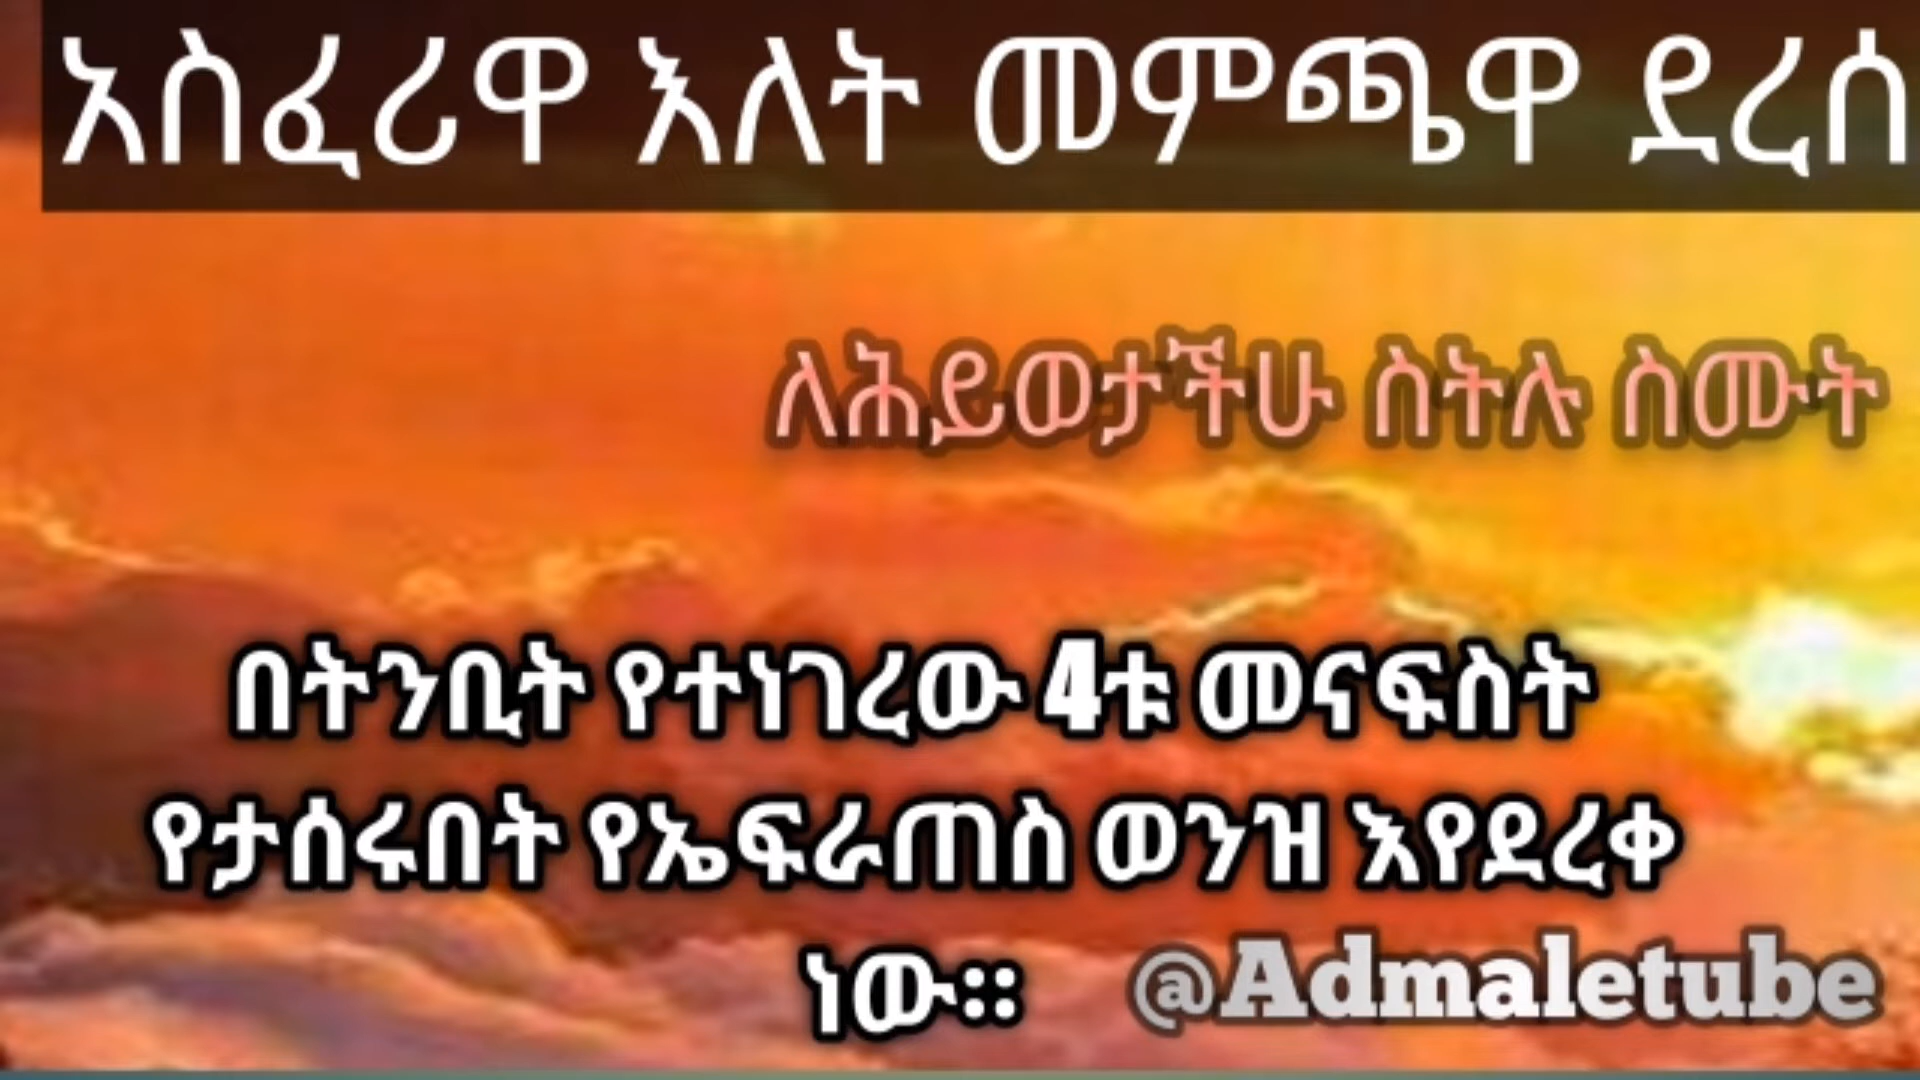 አስፈሪዋ እለት መምጫዋ ደረሰ
ለሕይወታችሁ ስትሉ ስሙት
በትንቢት የተነገረው 4ቱ መናፍስት
የታሰሩበት የኤፍራጠስ ወንዝ እየደረቀ
ነው።
@Admaletube